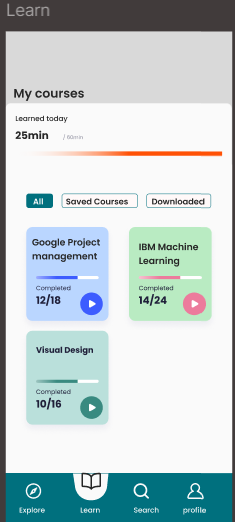 Learn
My courses
Learned today
25min / 60min
All Saved Courses Downloaded
Google Project
management
Completed
12/18
IBM Machine
Learning
Completed
14/24
Visual Design
Completed
10/16
Explore Learn Search profile